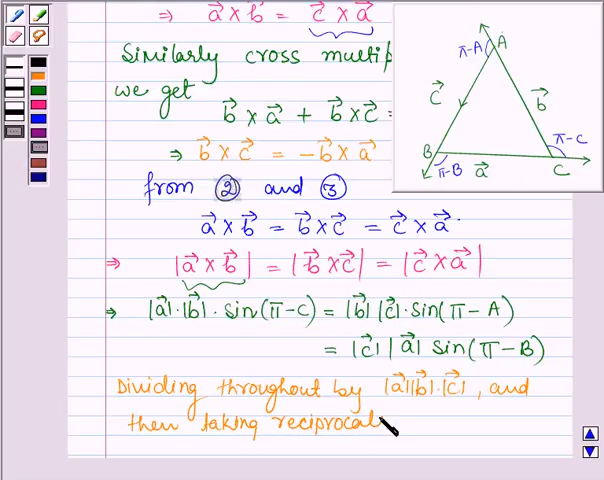 ⇒ a⃗ × b⃗ = c⃗ × a⃗
Similarly cross multip
we get
b⃗ × a⃗ + b⃗ × c⃗ =
⇒ b⃗ × c⃗ = -b⃗ × a⃗
from ② and ③
a⃗ × b⃗ = b⃗ × c⃗ = c⃗ × a⃗.
⇒ |a⃗ × b⃗| = |b⃗ × c⃗| = |c⃗ × a⃗|
⇒ |a⃗|·|b⃗|·sin(π-C) = |b⃗| |c⃗|·sin(π-A)
= |c⃗| |a⃗| sin(π-B)
Dividing throughout by |a⃗||b⃗|·|c⃗|, and
then taking reciprocal
π-A A
c⃗ b⃗
B π-C
π-B a⃗ C